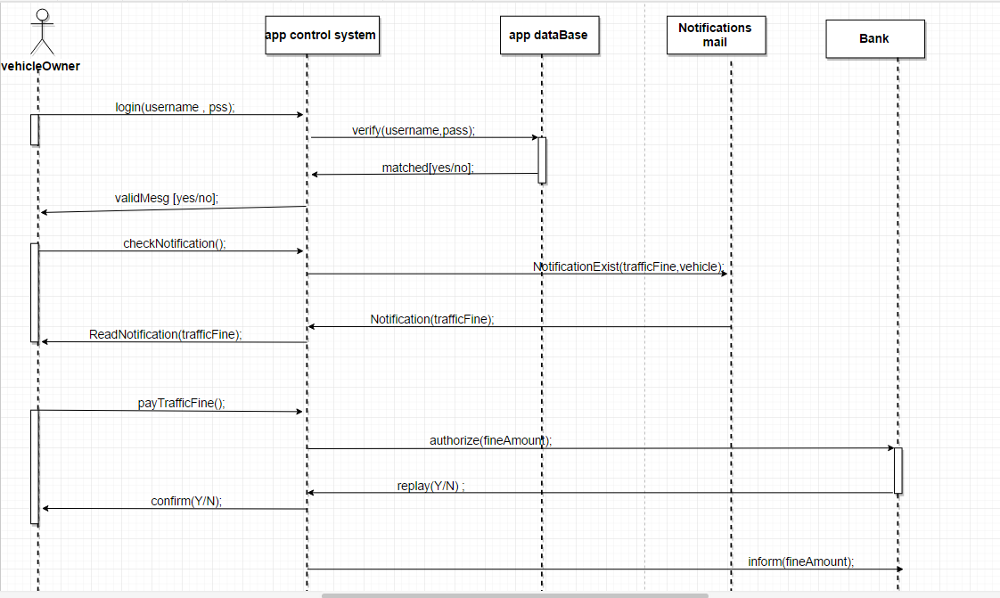 app control system
app dataBase
Notifications
mail
Bank
vehicleOwner
login(username , pss);
verify(username,pass);
matched[yes/no];
validMesg [yes/no];
checkNotification();
NotificationExist(trafficFine,vehicle);
Notification(trafficFine);
ReadNotification(trafficFine);
payTrafficFine();
authorize(fineAmount);
replay(Y/N) ;
confirm(Y/N);
inform(fineAmount);